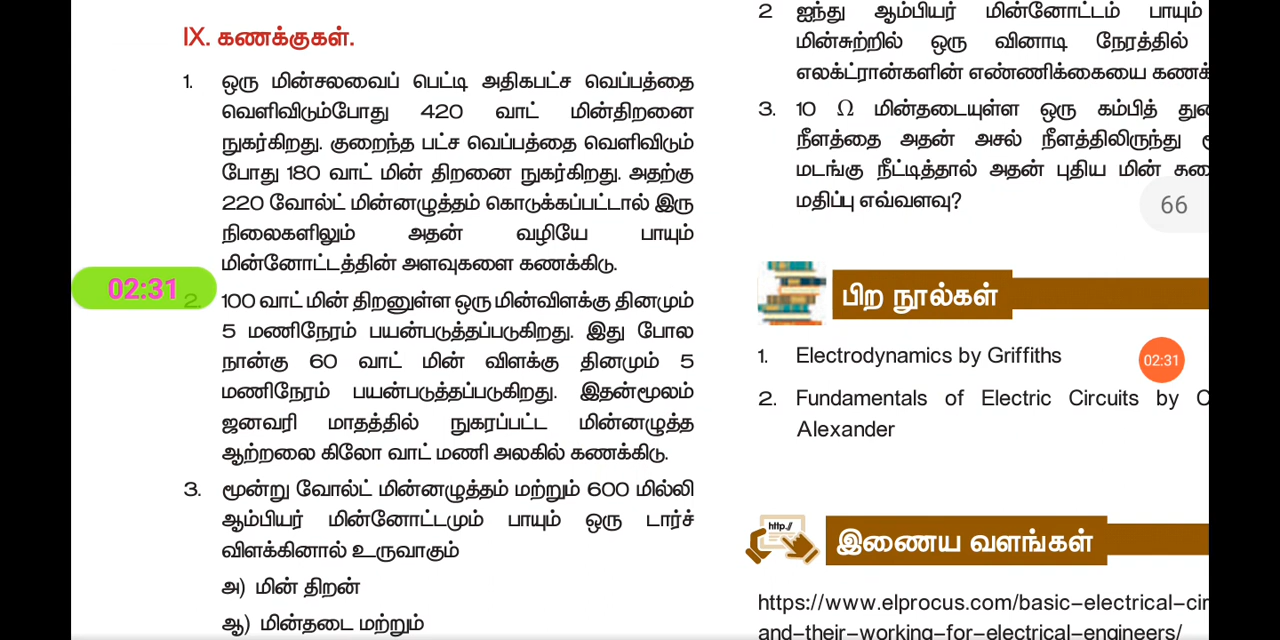 IX. கணக்குகள்.
1. ஒரு மின்சலவைப் பெட்டி அதிகபட்ச வெப்பத்தை
வெளிவிடும்போது 420 வாட் மின்திறனை
நுகர்கிறது. குறைந்த பட்ச வெப்பத்தை வெளிவிடும்
போது 180 வாட் மின் திறனை நுகர்கிறது. அதற்கு
220 வோல்ட் மின்னழுத்தம் கொடுக்கப்பட்டால் இரு
நிலைகளிலும் அதன் வழியே பாயும்
மின்னோட்டத்தின் அளவுகளை கணக்கிடு.
02:31
2. 100 வாட் மின் திறனுள்ள ஒரு மின்விளக்கு தினமும்
5 மணிநேரம் பயன்படுத்தப்படுகிறது. இது போல
நான்கு 60 வாட் மின் விளக்கு தினமும் 5
மணிநேரம் பயன்படுத்தப்படுகிறது. இதன்மூலம்
ஜனவரி மாதத்தில் நுகரப்பட்ட மின்னழுத்த
ஆற்றலை கிலோ வாட் மணி அலகில் கணக்கிடு.
3. மூன்று வோல்ட் மின்னழுத்தம் மற்றும் 600 மில்லி
ஆம்பியர் மின்னோட்டமும் பாயும் ஒரு டார்ச்
விளக்கினால் உருவாகும்
அ) மின் திறன்
ஆ) மின்தடை மற்றும்
2 ஐந்து ஆம்பியர் மின்னோட்டம் பாயும்
மின்சுற்றில் ஒரு வினாடி நேரத்தில்
எலக்ட்ரான்களின் எண்ணிக்கையை
3. 10 Ω மின்தடையுள்ள ஒரு கம்பித்
நீளத்தை அதன் அசல் நீளத்திலிருந்து
மடங்கு நீட்டித்தால் அதன் புதிய மின்
மதிப்பு எவ்வளவு?
66
பிற நூல்கள்
1. Electrodynamics by Griffiths
02:31
2. Fundamentals of Electric Circuits by
Alexander
http://
இணைய வளங்கள்
https://www.elprocus.com/basic-electrical-cir
and-their-working-for-electrical-engineers/